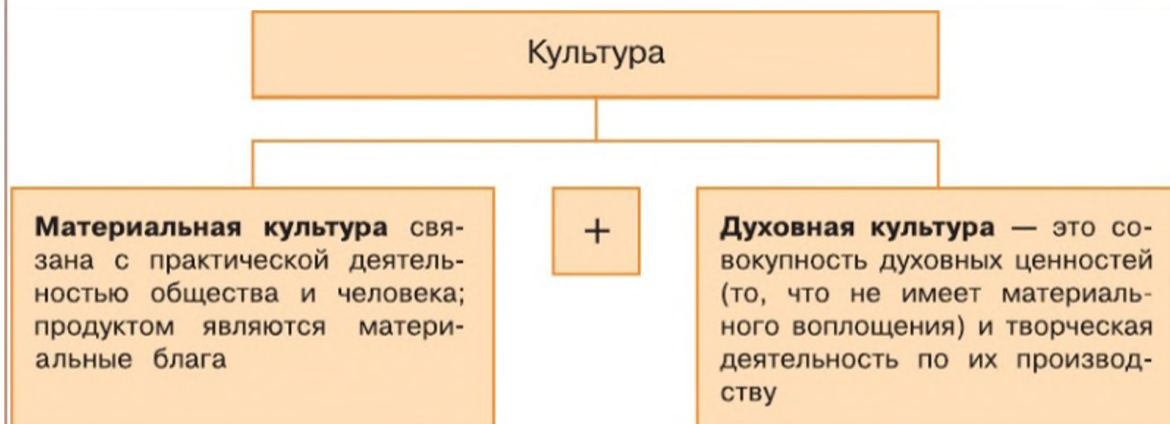 Культура
Материальная культура свя-
зана с практической деятель-
ностью общества и человека;
продуктом являются матери-
альные блага
+
Духовная культура — это со-
вокупность духовных ценностей
(то, что не имеет материаль-
ного воплощения) и творческая
деятельность по их производ-
ству